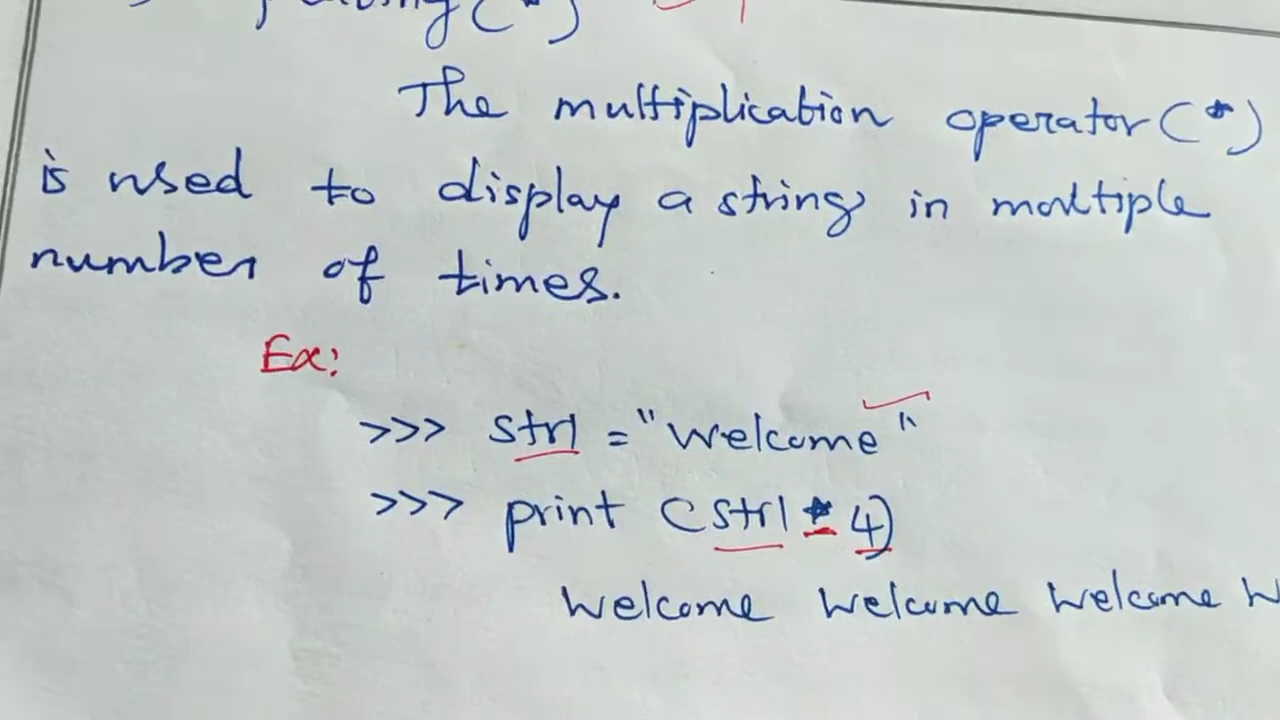 The multiplication operator (*)
is used to display a string in multiple
number of times.
Ex:
>>> str1 = "Welcome"
>>> print (str1 * 4)
Welcome Welcome Welcome W